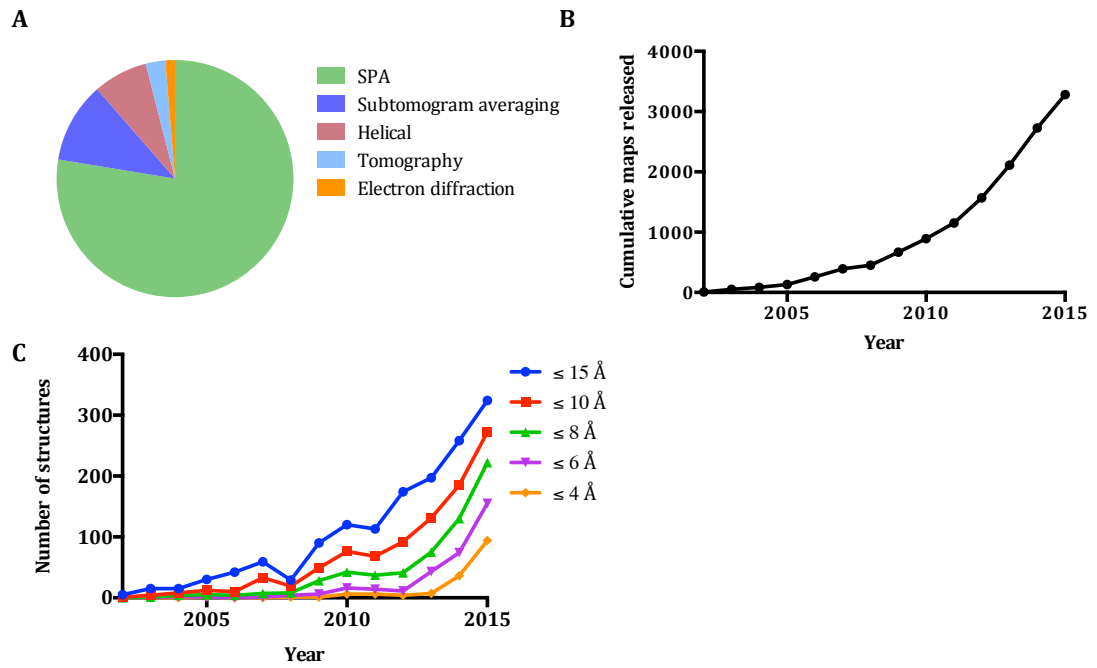 A
SPA
Subtomogram averaging
Helical
Tomography
Electron diffraction
B
Cumulative maps released
4000
3000
2000
1000
0
2005
2010
2015
Year
C
Number of structures
400
300
200
100
0
2005
2010
2015
Year
≤ 15 Å
≤ 10 Å
≤ 8 Å
≤ 6 Å
≤ 4 Å